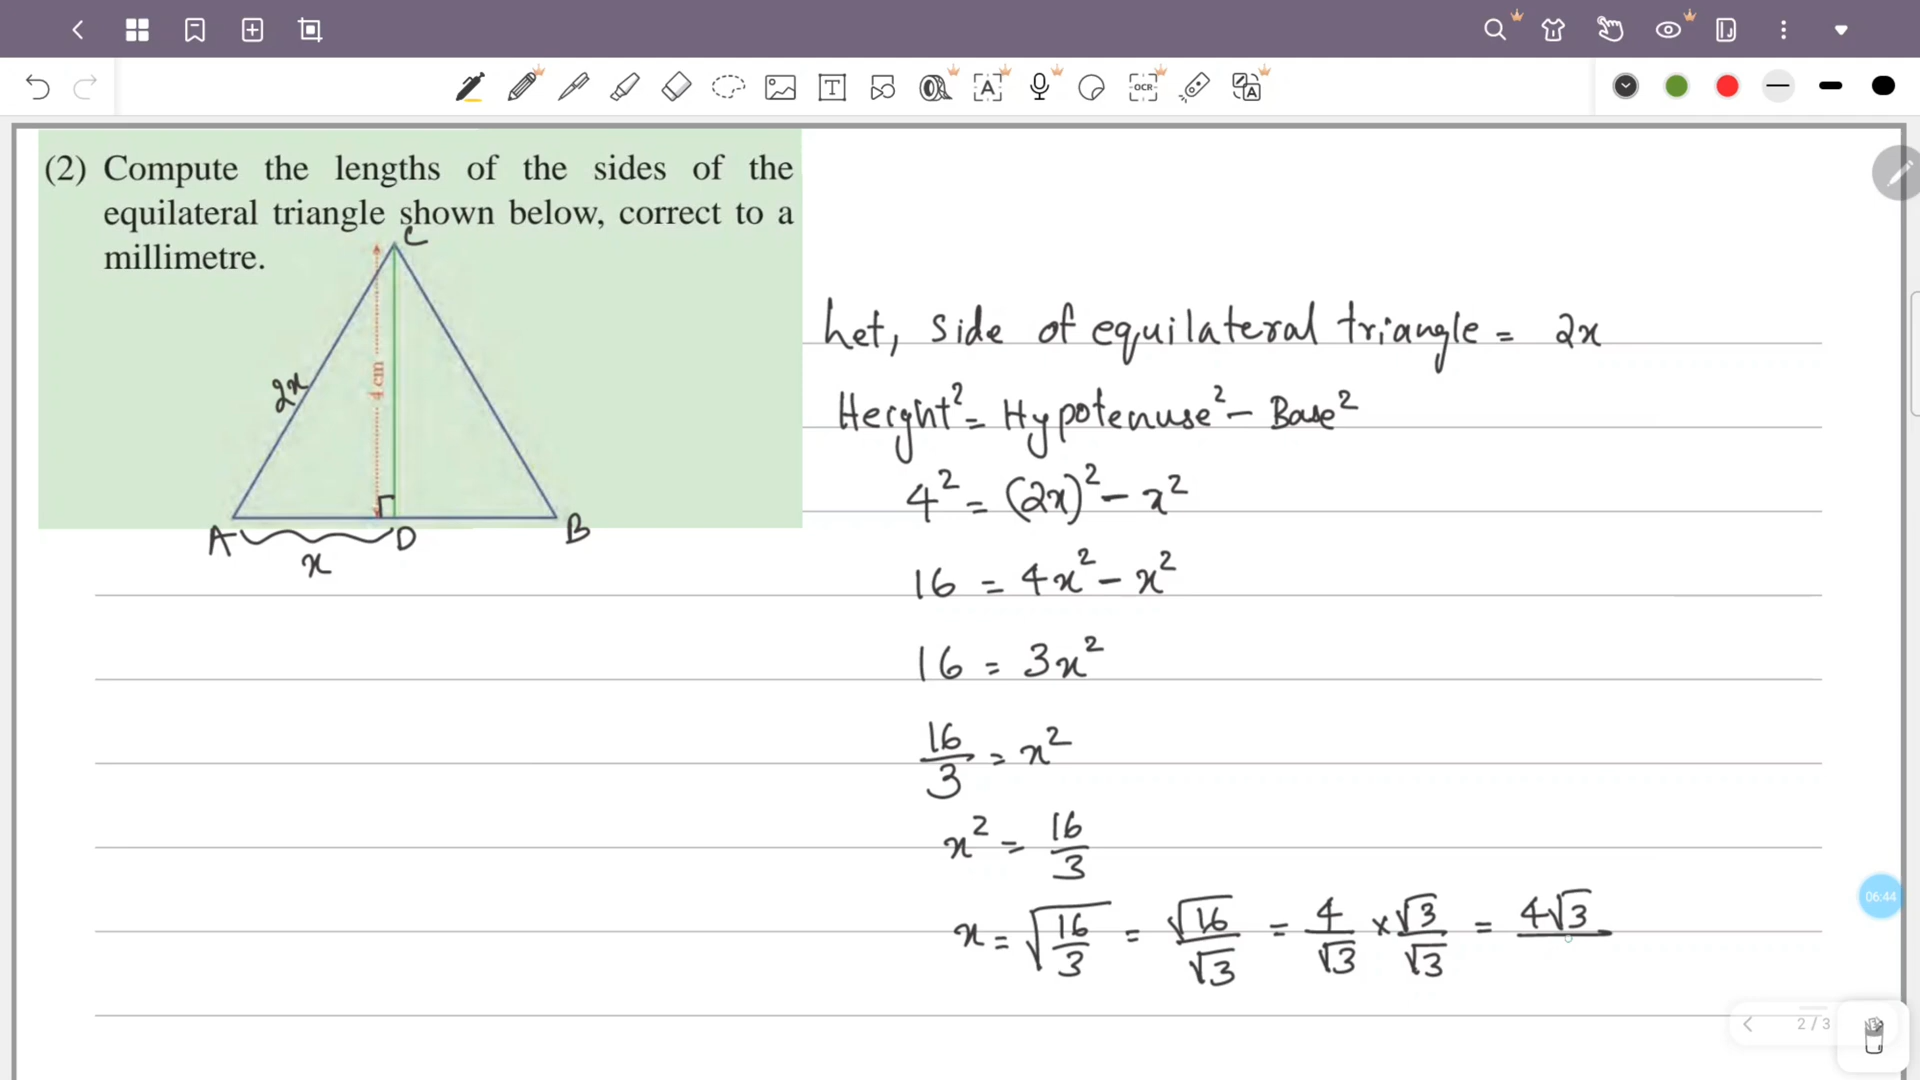 (2) Compute the lengths of the sides of the
equilateral triangle shown below, correct to a
millimetre.
C
2x
4 cm
A
D
B
x
Let, side of equilateral triangle = 2x
Height² = Hypotenuse² - Base²
4² = (2x)² - x²
16 = 4x² - x²
16 = 3x²
16/3 = x²
x² = 16/3
x = √(16/3) = √16/√3 = 4/√3 × √3/√3 = 4√3
06:44
2 / 3
T
A
OCR
A